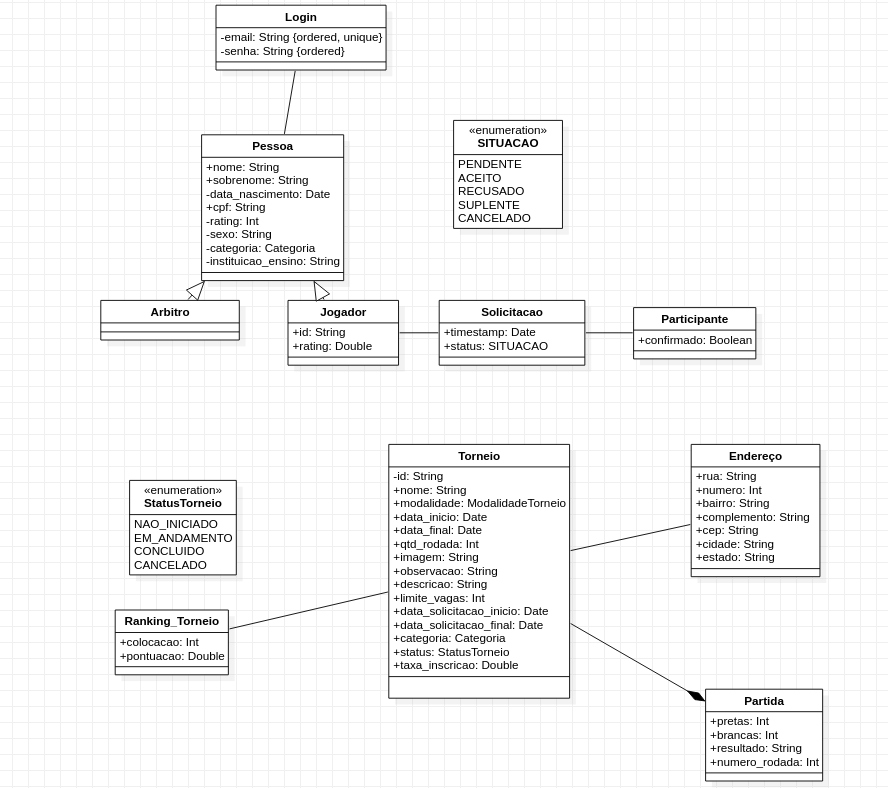 Login
-email: String {ordered, unique}
-senha: String {ordered}
Pessoa
+nome: String
+sobrenome: String
-data_nascimento: Date
+cpf: String
-rating: Int
-sexo: String
-categoria: Categoria
-instituicao_ensino: String
«enumeration»
SITUACAO
PENDENTE
ACEITO
RECUSADO
SUPLENTE
CANCELADO
Arbitro
Jogador
+id: String
+rating: Double
Solicitacao
+timestamp: Date
+status: SITUACAO
Participante
+confirmado: Boolean
Torneio
-id: String
+nome: String
+modalidade: ModalidadeTorneio
+data_inicio: Date
+data_final: Date
+qtd_rodada: Int
+imagem: String
+observacao: String
+descricao: String
+limite_vagas: Int
+data_solicitacao_inicio: Date
+data_solicitacao_final: Date
+categoria: Categoria
+status: StatusTorneio
+taxa_inscricao: Double
Endereço
+rua: String
+numero: Int
+bairro: String
+complemento: String
+cep: String
+cidade: String
+estado: String
«enumeration»
StatusTorneio
NAO_INICIADO
EM_ANDAMENTO
CONCLUIDO
CANCELADO
Ranking_Torneio
+colocacao: Int
+pontuacao: Double
Partida
+pretas: Int
+brancas: Int
+resultado: String
+numero_rodada: Int